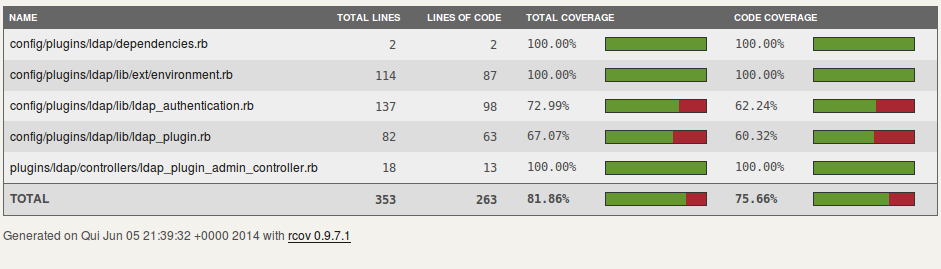 NAME TOTAL LINES LINES OF CODE TOTAL COVERAGE CODE COVERAGE
config/plugins/ldap/dependencies.rb 2 2 100.00% 100.00%
config/plugins/ldap/lib/ext/environment.rb 114 87 100.00% 100.00%
config/plugins/ldap/lib/ldap_authentication.rb 137 98 72.99% 62.24%
config/plugins/ldap/lib/ldap_plugin.rb 82 63 67.07% 60.32%
plugins/ldap/controllers/ldap_plugin_admin_controller.rb 18 13 100.00% 100.00%
TOTAL 353 263 81.86% 75.66%
Generated on Qui Jun 05 21:39:32 +0000 2014 with rcov 0.9.7.1